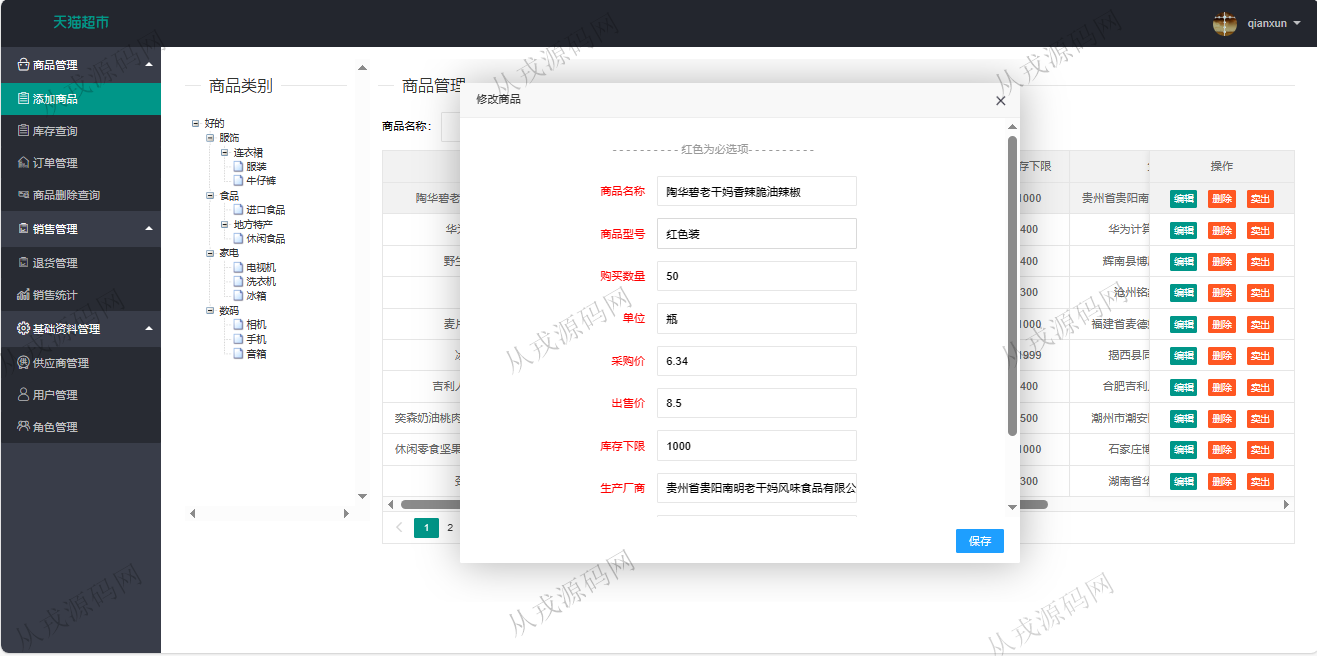 天猫超市
qianxun
商品管理
添加商品
库存查询
订单管理
商品删除查询
销售管理
退货管理
销售统计
基础资料管理
供应商管理
用户管理
角色管理
商品类别
好的
服饰
连衣裙
服装
牛仔裤
食品
进口食品
地方特产
休闲食品
家电
电视机
洗衣机
冰箱
数码
相机
手机
音箱
商品管理
商品名称：
修改商品
红色为必选项
商品名称 陶华碧老干妈香辣脆油辣椒
商品型号 红色装
购买数量 50
单位 瓶
采购价 6.34
出售价 8.5
库存下限 1000
生产厂商 贵州省贵阳南明老干妈风味食品有限公
保存
存下限 操作
陶华碧老 1000 贵州省贵阳南 编辑 删除 卖出
华为 400 华为计算 编辑 删除 卖出
野生 400 辉南县博 编辑 删除 卖出
300 沧州铭 编辑 删除 卖出
麦片 1000 福建省麦德 编辑 删除 卖出
1999 揭西县同 编辑 删除 卖出
吉利人 400 合肥吉利 编辑 删除 卖出
奕森奶油桃肉 500 潮州市潮安 编辑 删除 卖出
休闲零食坚果 1000 石家庄博 编辑 删除 卖出
300 湖南省华 编辑 删除 卖出
1 2
从戎源码网
从戎源码网
从戎源码网
从戎源码网
从戎源码网
从戎源码网
从戎源码网
从戎源码网
从戎源码网